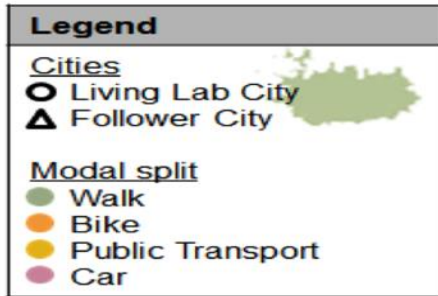 Legend
Cities
Living Lab City
Follower City
Modal split
Walk
Bike
Public Transport
Car